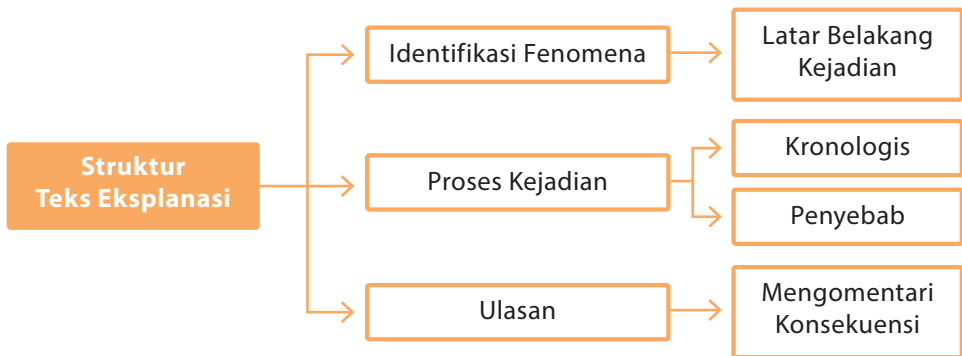 Struktur
Teks Eksplanasi
Identifikasi Fenomena
Latar Belakang
Kejadian
Proses Kejadian
Kronologis
Penyebab
Ulasan
Mengomentari
Konsekuensi